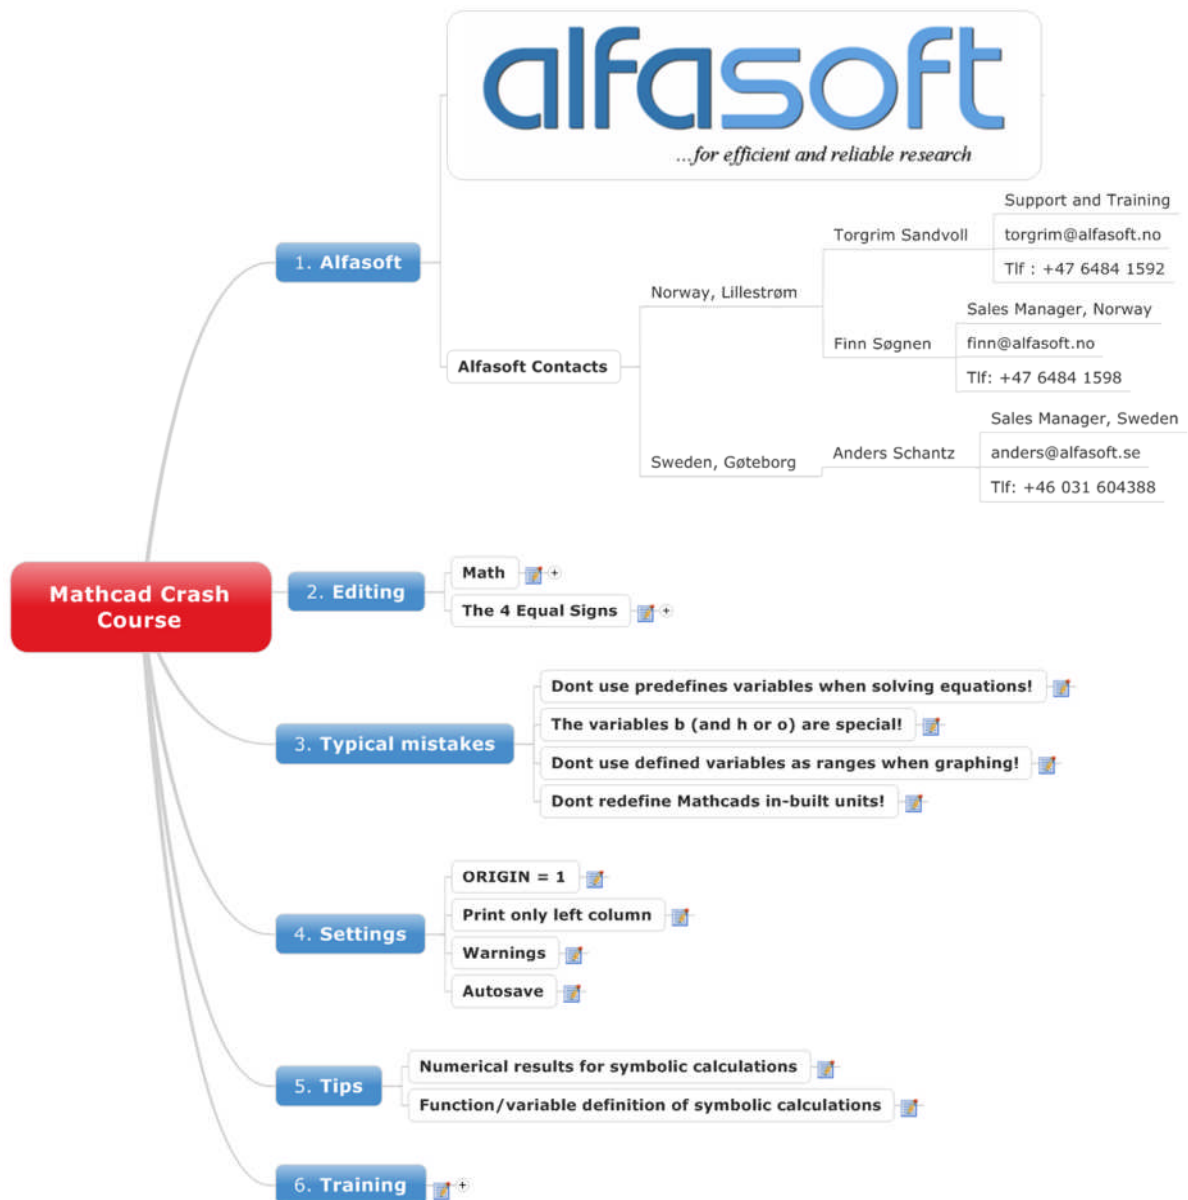 alfasoft
...for efficient and reliable research
1. Alfasoft
Alfasoft Contacts
Norway, Lillestrøm
Torgrim Sandvoll
Support and Training
torgrim@alfasoft.no
Tlf : +47 6484 1592
Finn Søgnen
Sales Manager, Norway
finn@alfasoft.no
Tlf: +47 6484 1598
Sweden, Gøteborg
Anders Schantz
Sales Manager, Sweden
anders@alfasoft.se
Tlf: +46 031 604388
Mathcad Crash
Course
2. Editing
Math
The 4 Equal Signs
3. Typical mistakes
Dont use predefines variables when solving equations!
The variables b (and h or o) are special!
Dont use defined variables as ranges when graphing!
Dont redefine Mathcads in-built units!
4. Settings
ORIGIN = 1
Print only left column
Warnings
Autosave
5. Tips
Numerical results for symbolic calculations
Function/variable definition of symbolic calculations
6. Training